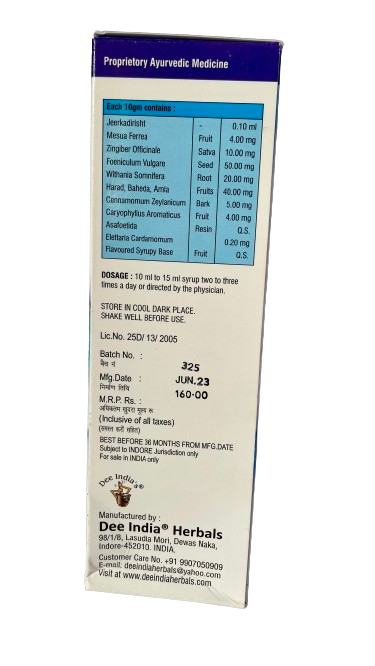 Proprietory Ayurvedic Medicine
Each 10gm contains :
Jeerkadirisht - 0.10 ml
Mesua Ferrea Fruit 4.00 mg
Zingiber Officinale Satva 10.00 mg
Foeniculum Vulgare Seed 50.00 mg
Withania Somnifera Root 20.00 mg
Harad, Baheda, Amla Fruits 40.00 mg
Cennamomum Zeylanicum Bark 5.00 mg
Caryophyllus Aromaticus Fruit 4.00 mg
Asafoetida Resin Q.S.
Elettaria Cardamomum 0.20 mg
Flavoured Syrupy Base Fruit Q.S.
DOSAGE : 10 ml to 15 ml syrup two to three
times a day or directed by the physician.
STORE IN COOL DARK PLACE.
SHAKE WELL BEFORE USE.
Lic.No. 25D/ 13/ 2005
Batch No. : 325
बैच नं
Mfg.Date : JUN.23
निर्माण तिथि
M.R.P. Rs. : 160.00
अधिकतम खुदरा मूल्य रू
(Inclusive of all taxes)
(समस्त करों सहित)
BEST BEFORE 36 MONTHS FROM MFG.DATE
Subject to INDORE Jurisdiction only
For sale in INDIA only
Dee India's®
Manufactured by :
Dee India® Herbals
98/1/B, Lasudia Mori, Dewas Naka,
Indore-452010. INDIA.
Customer Care No. +91 9907050909
E-mail: deeindiaherbals@yahoo.com
Visit at www.deeindiaherbals.com